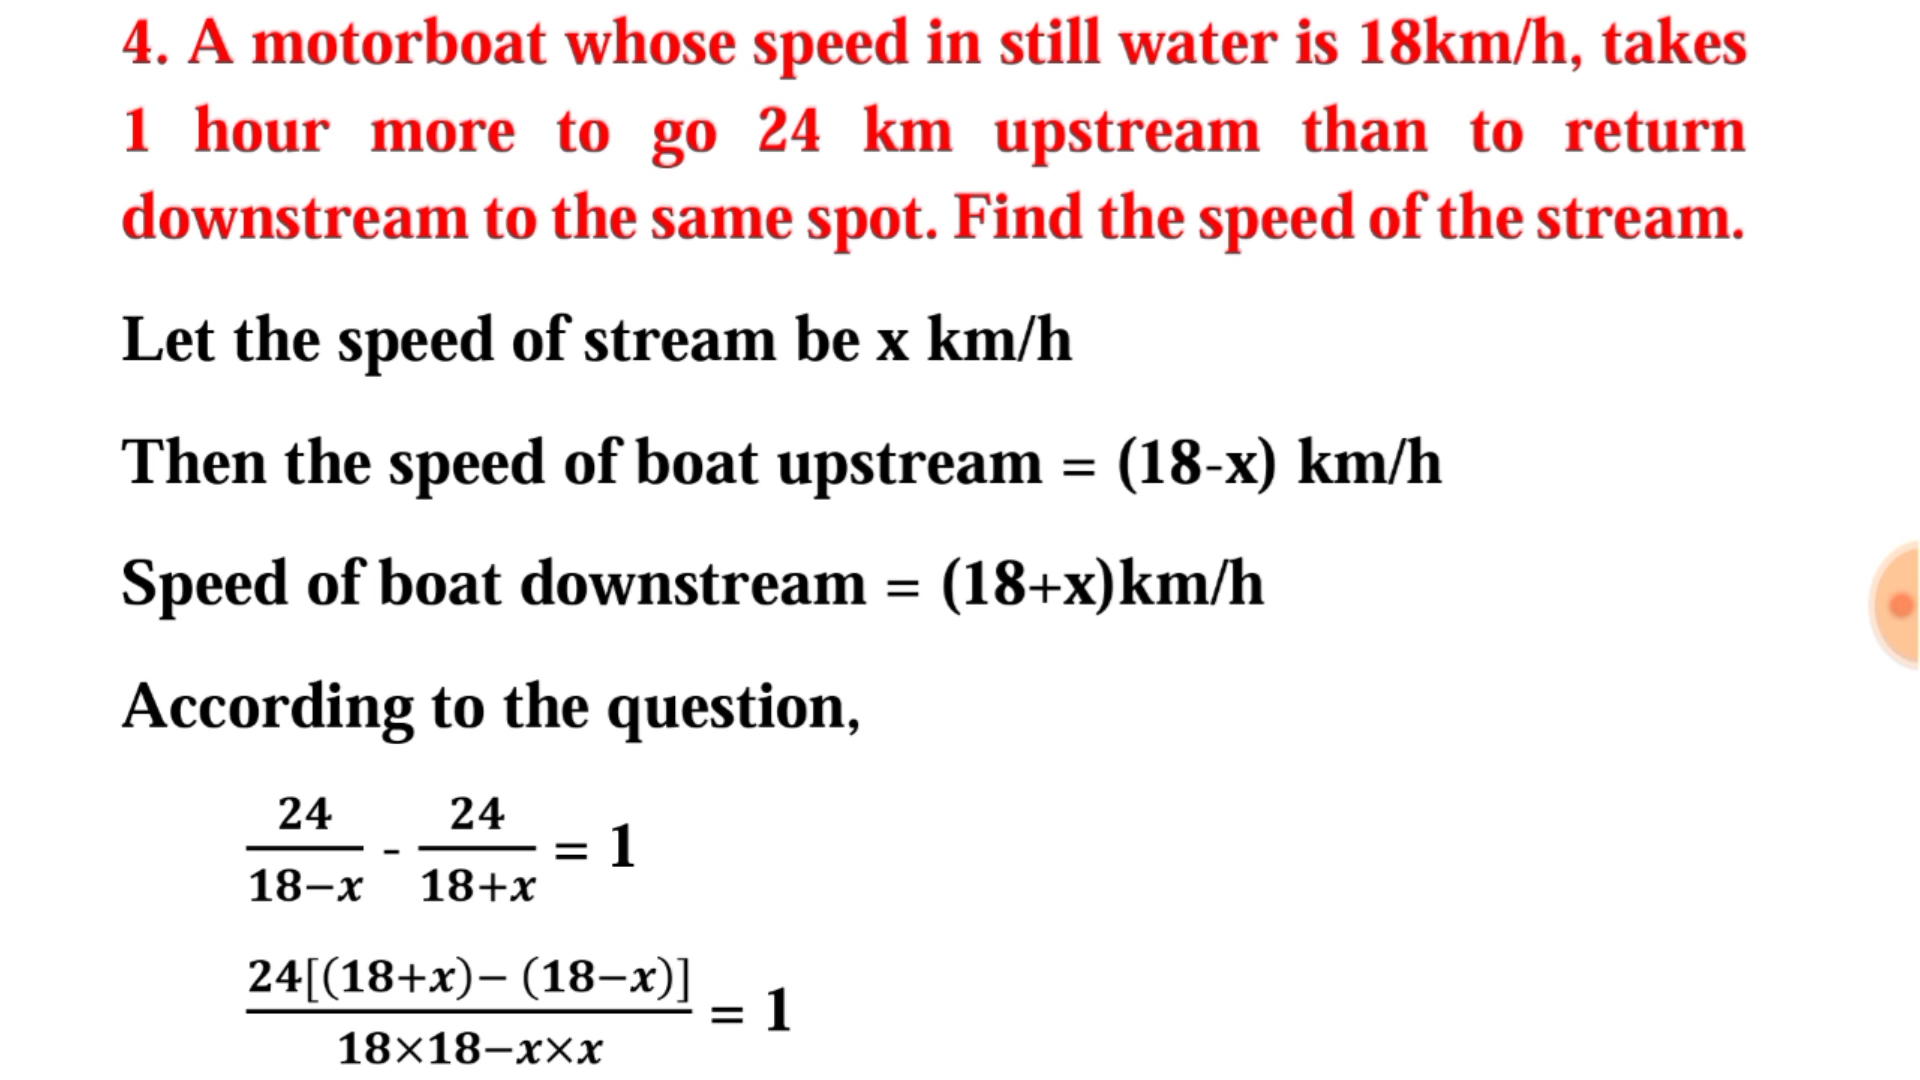 4. A motorboat whose speed in still water is 18km/h, takes
1 hour more to go 24 km upstream than to return
downstream to the same spot. Find the speed of the stream.
Let the speed of stream be x km/h
Then the speed of boat upstream = (18-x) km/h
Speed of boat downstream = (18+x)km/h
According to the question,
24/18−x - 24/18+x = 1
24[(18+x)− (18−x)]/18×18−x×x = 1